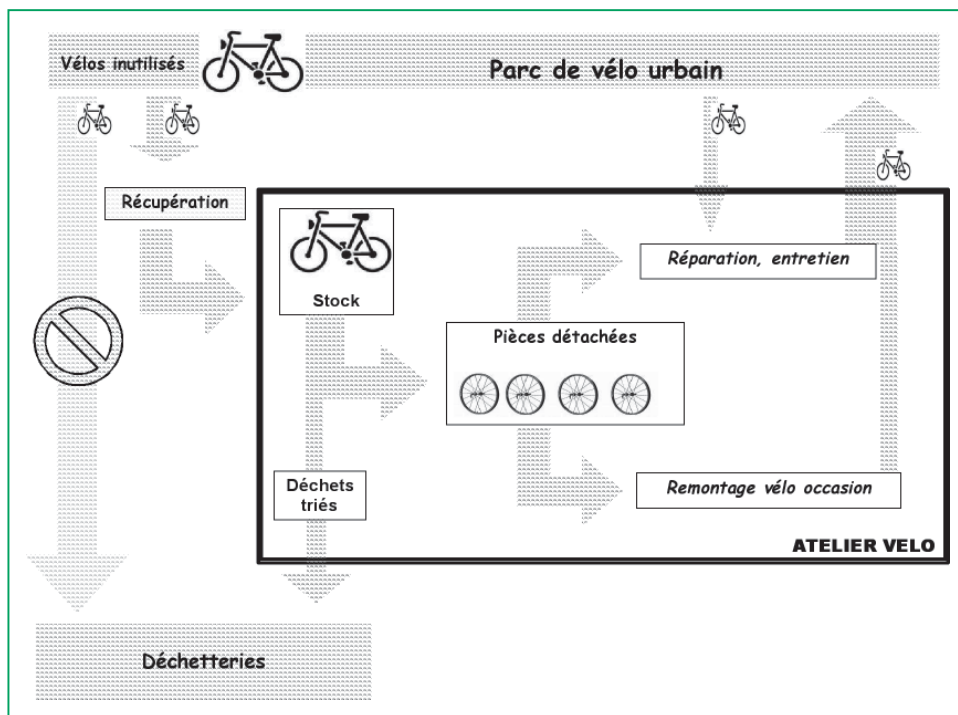 Vélos inutilisés
Parc de vélo urbain
Récupération
Stock
Réparation, entretien
Pièces détachées
Déchets
triés
Remontage vélo occasion
ATELIER VELO
Déchetteries